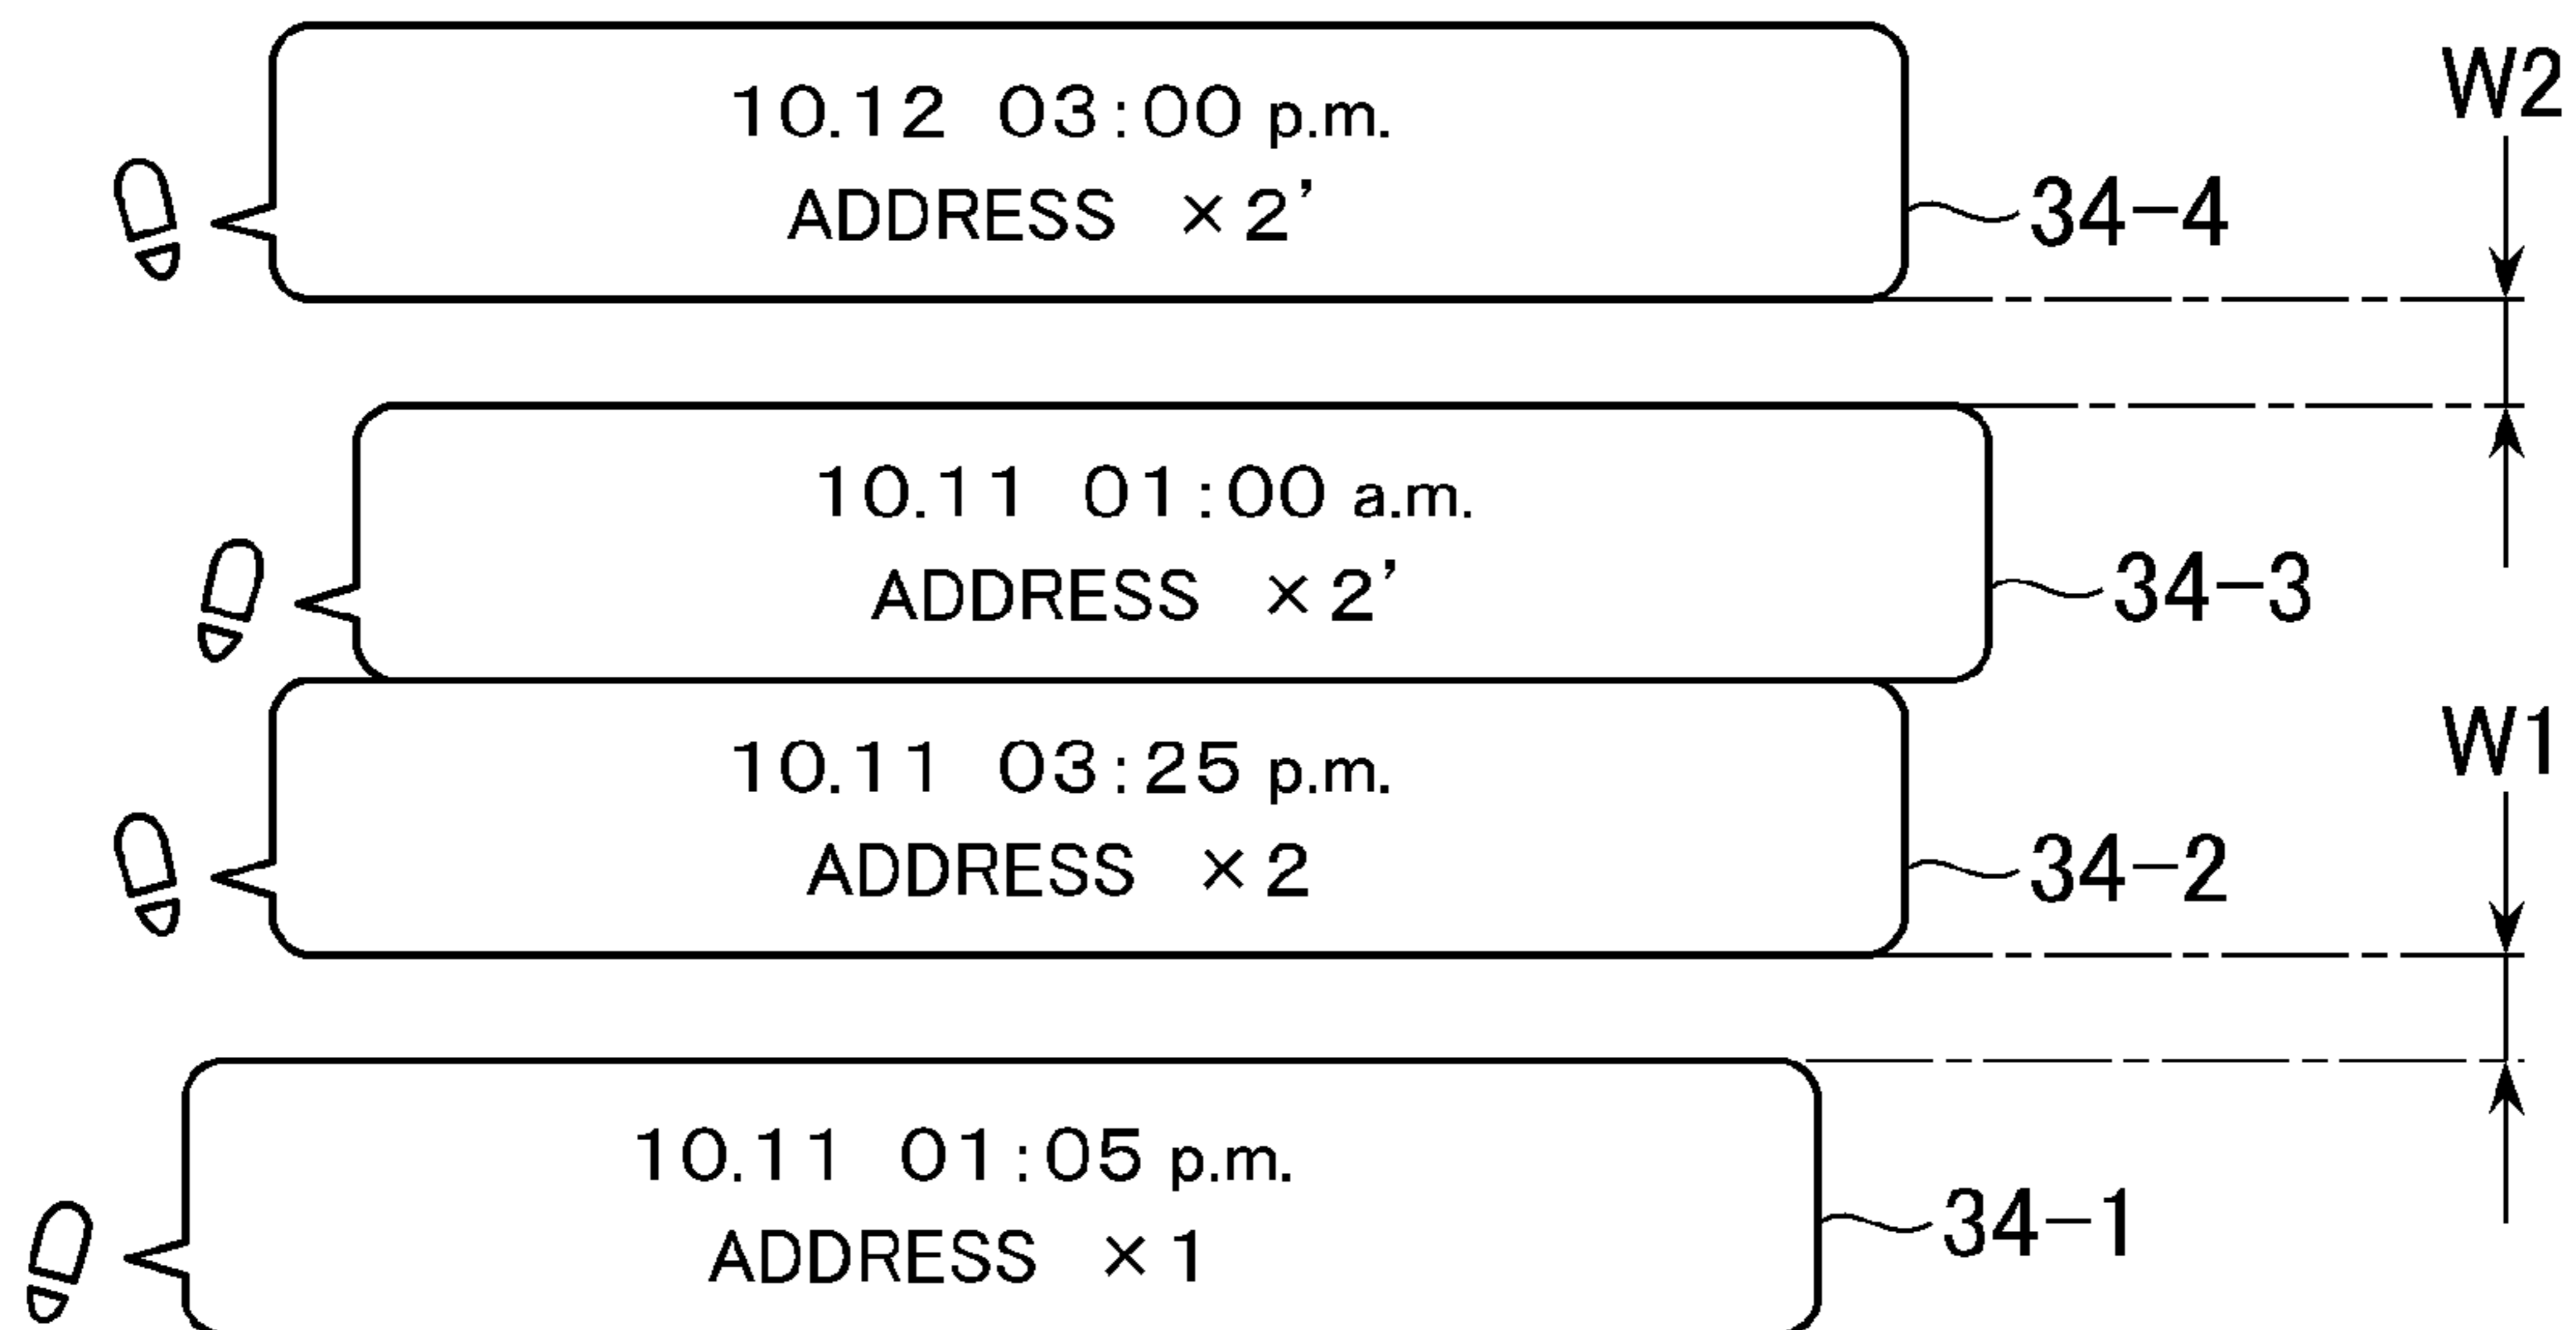 10.12 03:00 p.m.
ADDRESS ×2’
34-4
W2
10.11 01:00 a.m.
ADDRESS ×2’
34-3
10.11 03:25 p.m.
ADDRESS ×2
34-2
W1
10.11 01:05 p.m.
ADDRESS ×1
34-1